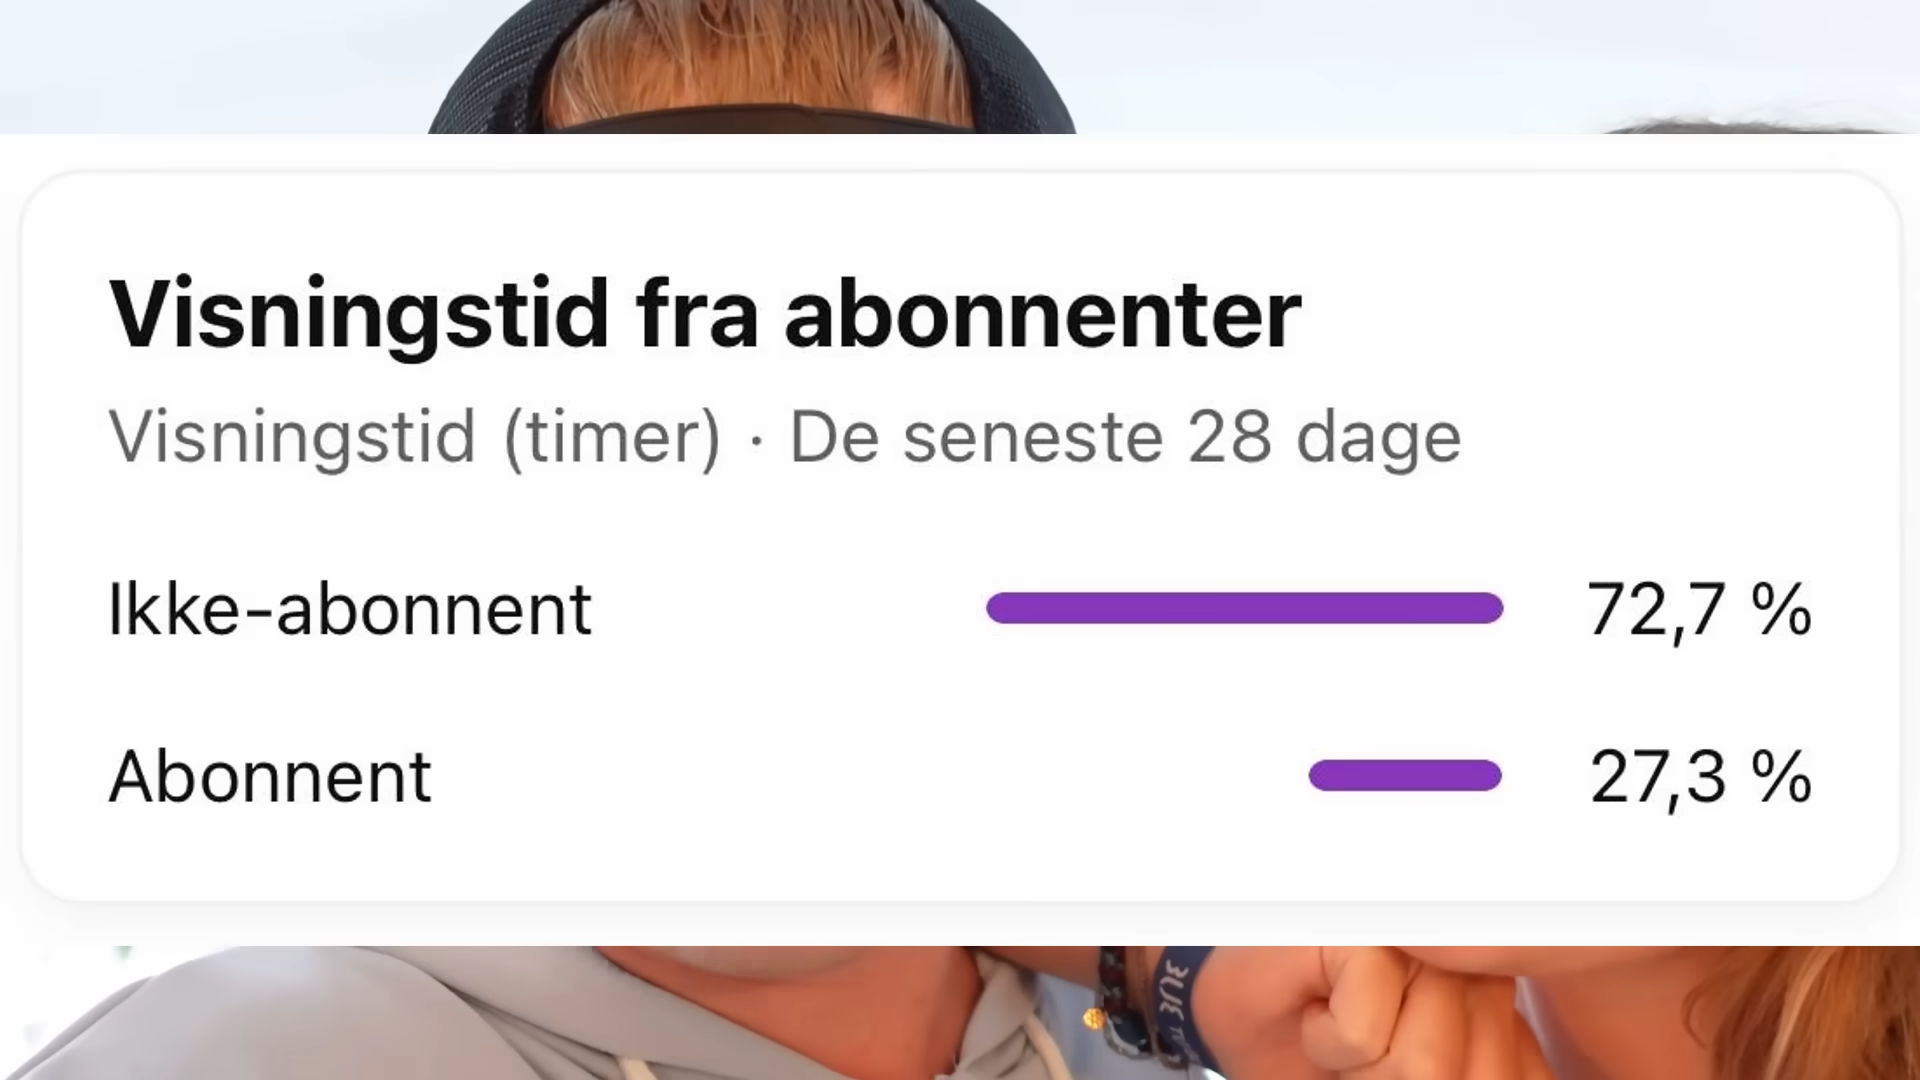 Visningstid fra abonnenter
Visningstid (timer) · De seneste 28 dage
Ikke-abonnent 72,7 %
Abonnent 27,3 %